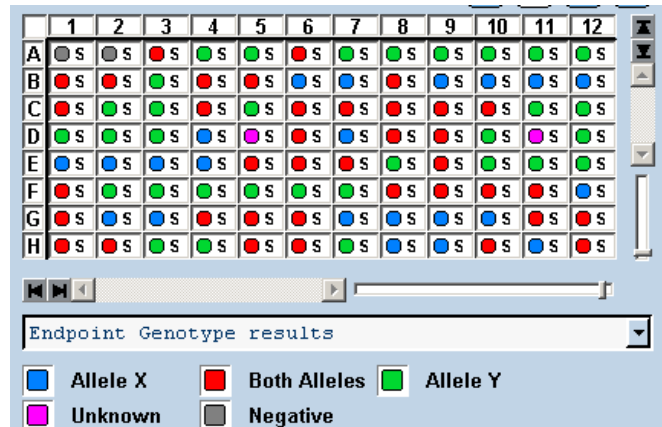 1 2 3 4 5 6 7 8 9 10 11 12
A S S S S S S S S S S S S
B S S S S S S S S S S S S
C S S S S S S S S S S S S
D S S S S S S S S S S S S
E S S S S S S S S S S S S
F S S S S S S S S S S S S
G S S S S S S S S S S S S
H S S S S S S S S S S S S
Endpoint Genotype results
Allele X Both Alleles Allele Y
Unknown Negative